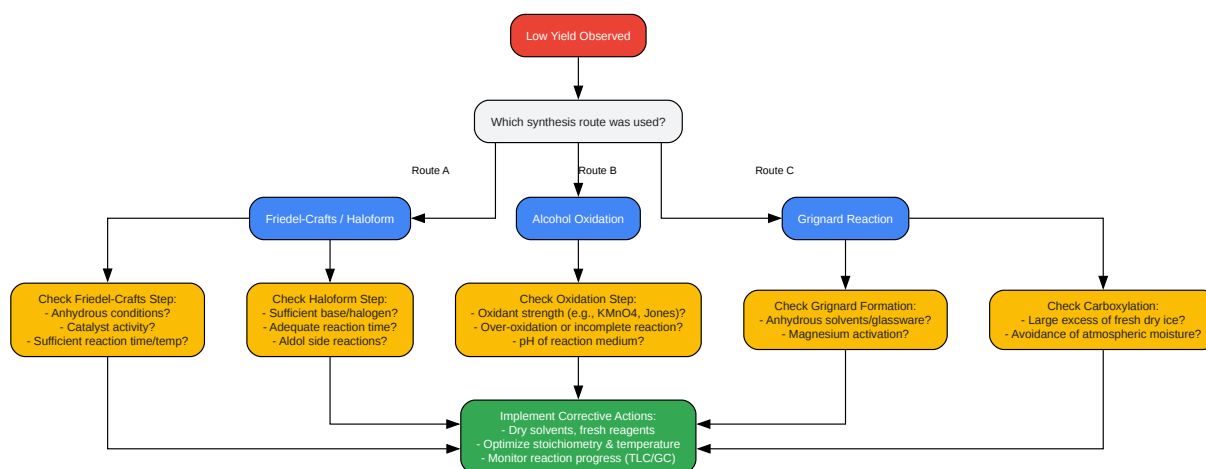 Low Yield Observed
Which synthesis route was used?
Route A
Route B
Route C
Friedel-Crafts / Haloform
Alcohol Oxidation
Grignard Reaction
Check Friedel-Crafts Step:
- Anhydrous conditions?
- Catalyst activity?
- Sufficient reaction time/temp?
Check Haloform Step:
- Sufficient base/halogen?
- Adequate reaction time?
- Aldol side reactions?
Check Oxidation Step:
- Oxidant strength (e.g., KMnO4, Jones)?
- Over-oxidation or incomplete reaction?
- pH of reaction medium?
Check Grignard Formation:
- Anhydrous solvents/glassware?
- Magnesium activation?
Check Carboxylation:
- Large excess of fresh dry ice?
- Avoidance of atmospheric moisture?
Implement Corrective Actions:
- Dry solvents, fresh reagents
- Optimize stoichiometry & temperature
- Monitor reaction progress (TLC/GC)